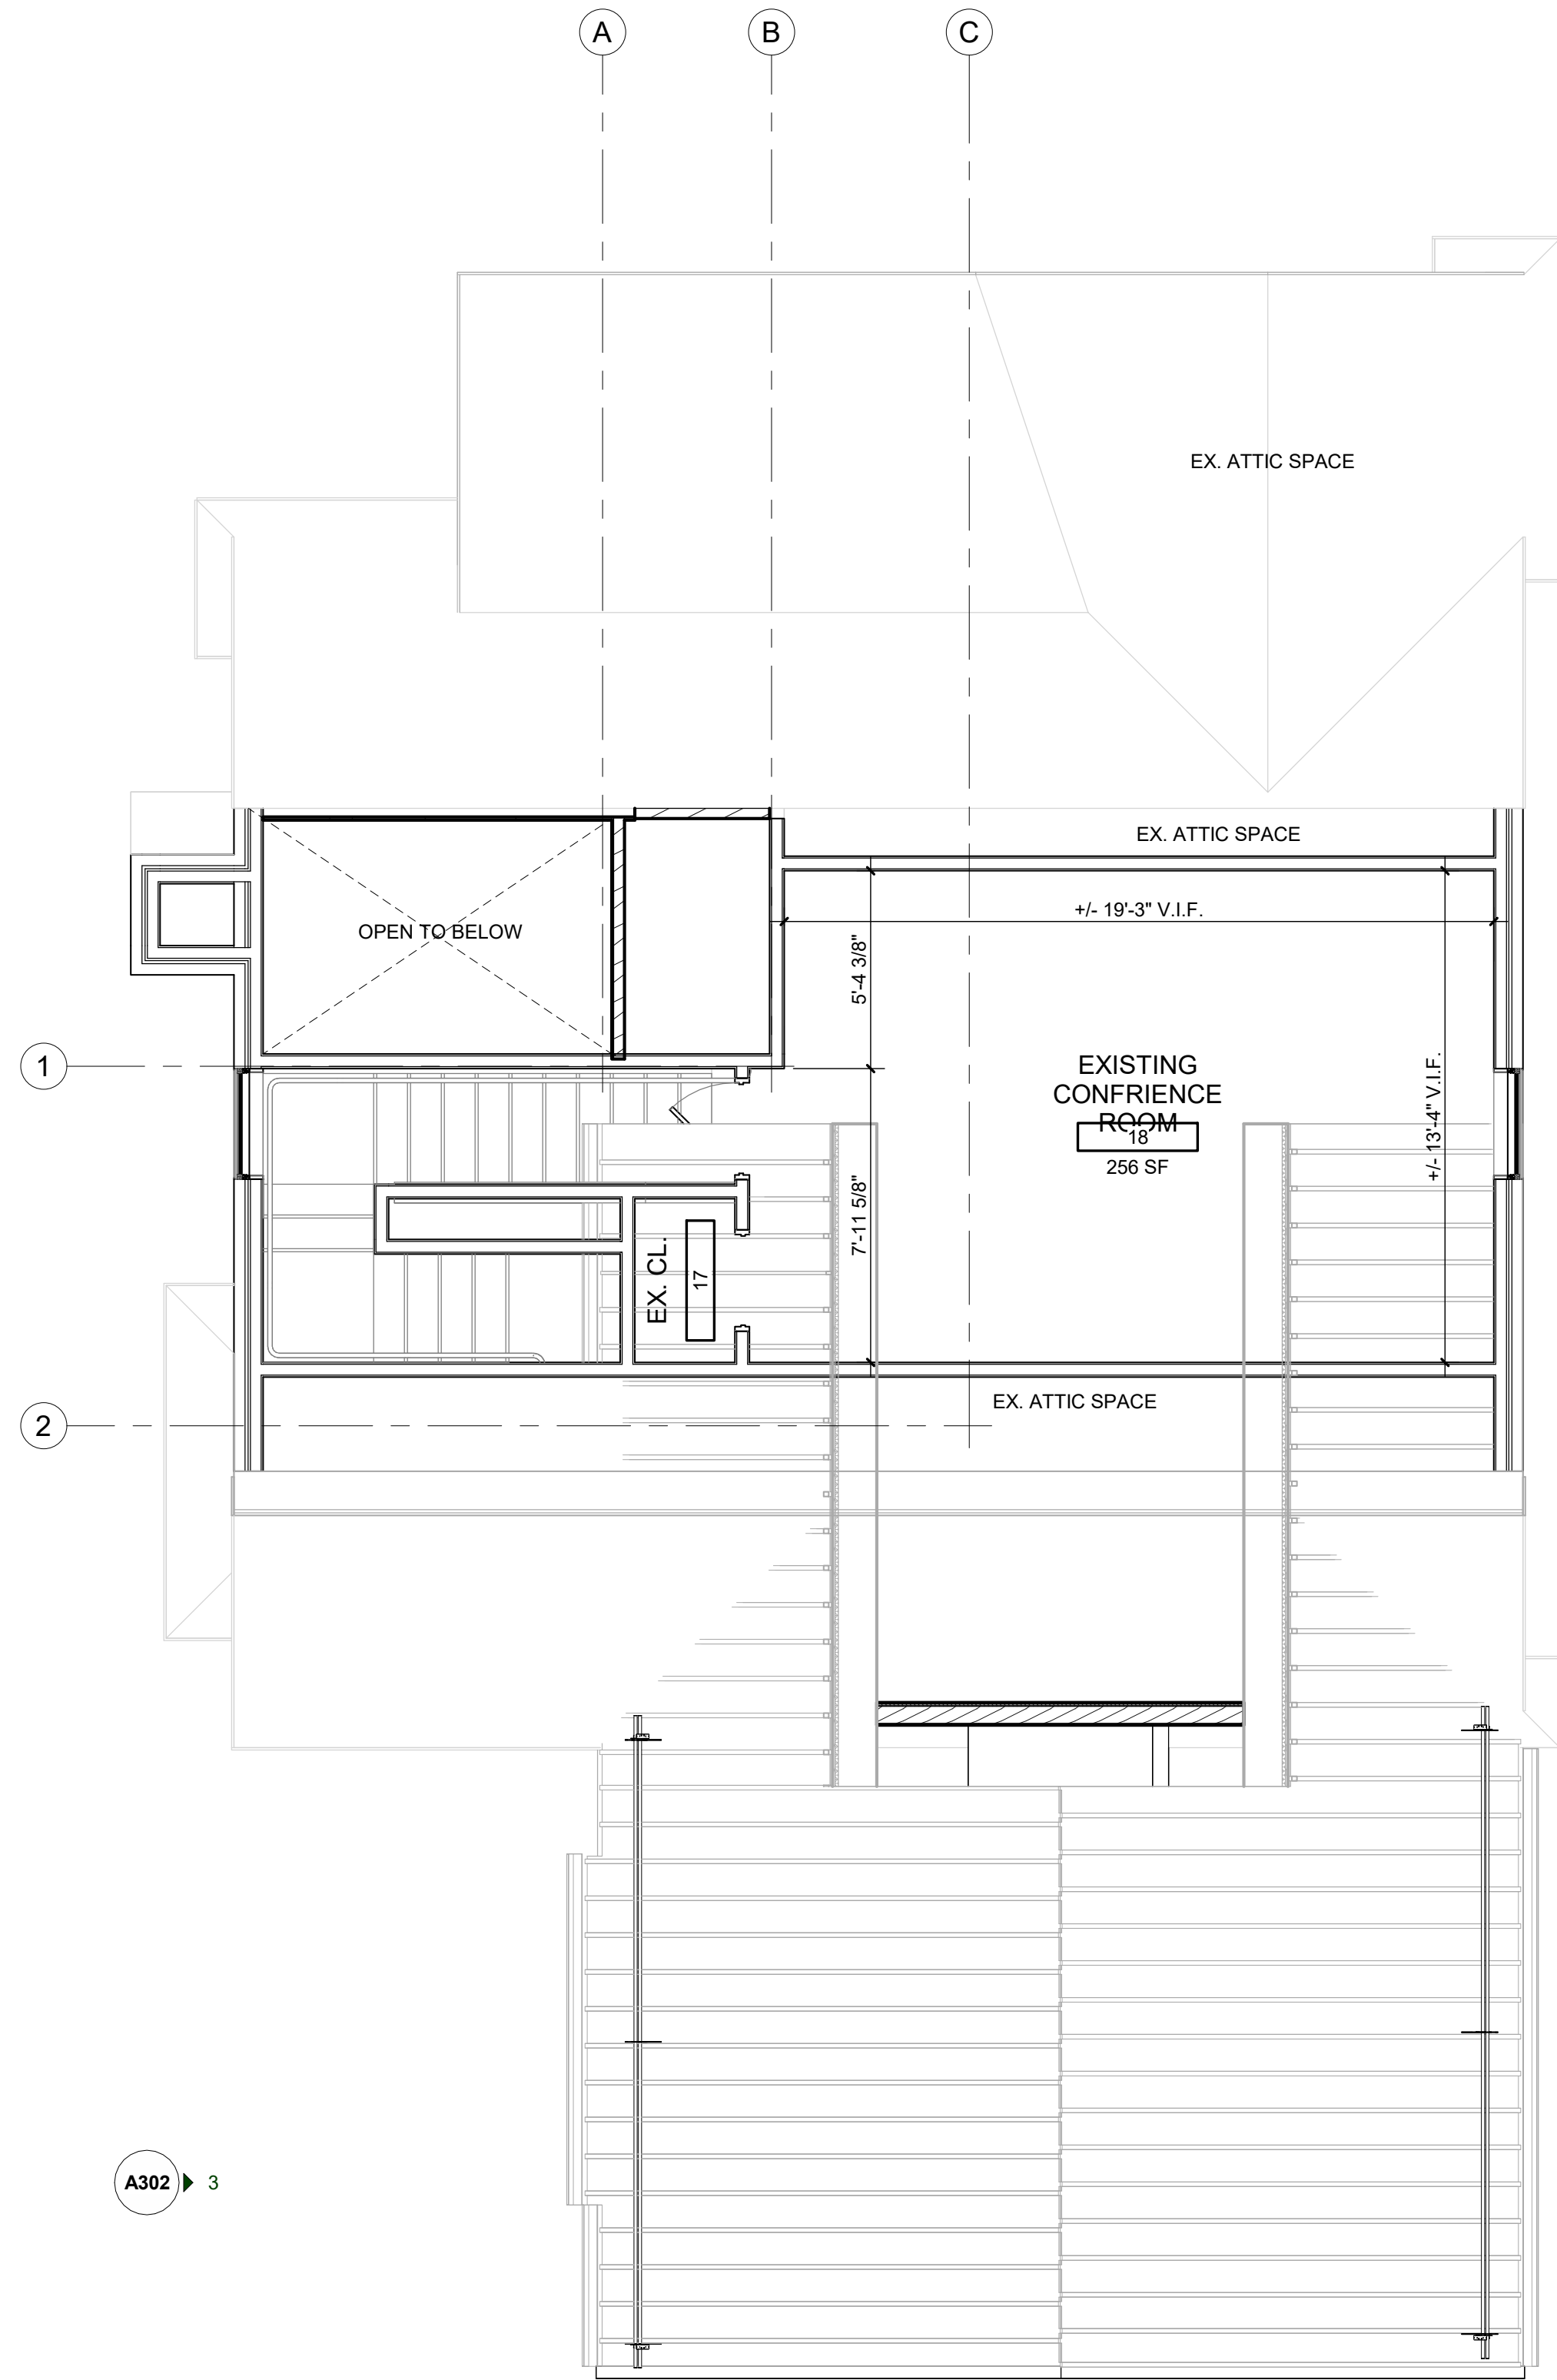 A
B
C
EX. ATTIC SPACE
EX. ATTIC SPACE
+/- 19'-3" V.I.F.
OPEN TO BELOW
5'-4 3/8"
1
EXISTING
CONFRIENCE
ROOM
18
256 SF
+/- 13'-4" V.I.F.
7'-11 5/8"
EX. CL.
17
EX. ATTIC SPACE
2
A302
3